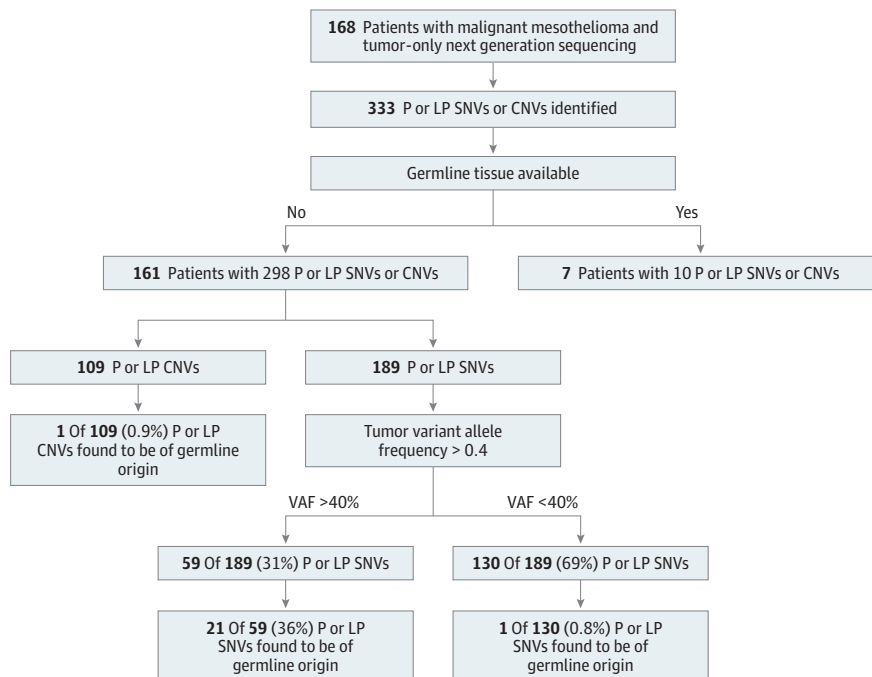 168 Patients with malignant mesothelioma and
tumor-only next generation sequencing
333 P or LP SNVs or CNVs identified
Germline tissue available
No
Yes
161 Patients with 298 P or LP SNVs or CNVs
7 Patients with 10 P or LP SNVs or CNVs
109 P or LP CNVs
189 P or LP SNVs
1 Of 109 (0.9%) P or LP
CNVs found to be of germline
origin
Tumor variant allele
frequency > 0.4
VAF >40%
VAF <40%
59 Of 189 (31%) P or LP SNVs
130 Of 189 (69%) P or LP SNVs
21 Of 59 (36%) P or LP
SNVs found to be of
germline origin
1 Of 130 (0.8%) P or LP
SNVs found to be of
germline origin